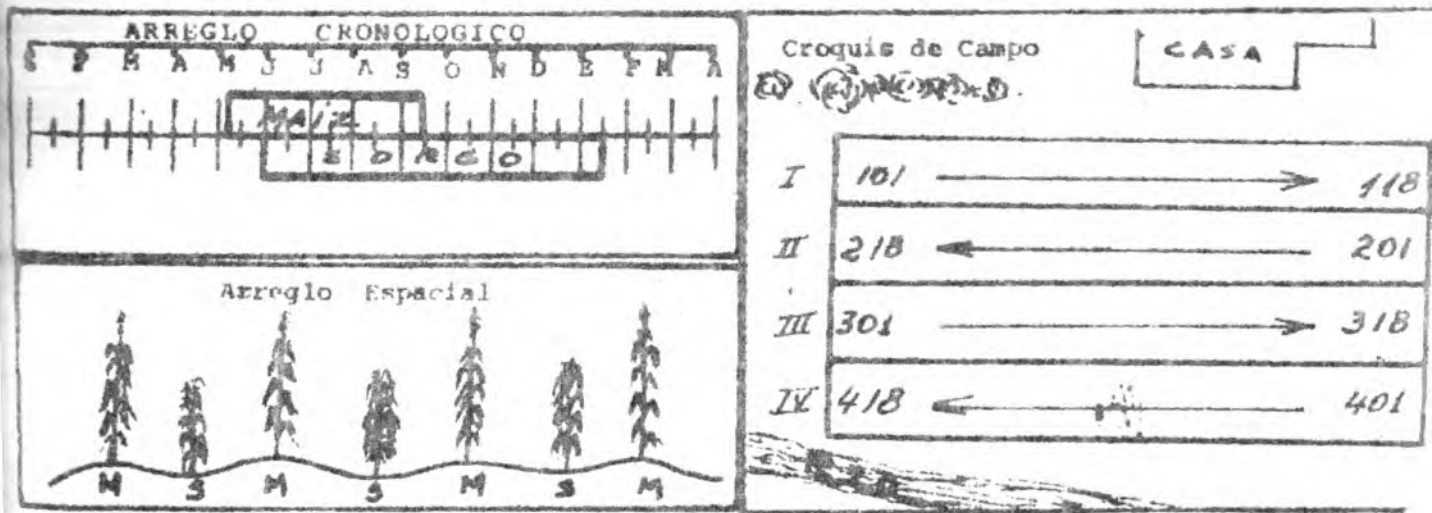 ARREGLO CRONOLOGICO
E F M A M J J A S O N D E F M A
MAIZ
SORGO
Arreglo Espacial
M S M S M S M
Croquis de Campo
CASA
I 101 118
II 218 201
III 301 318
IV 418 401